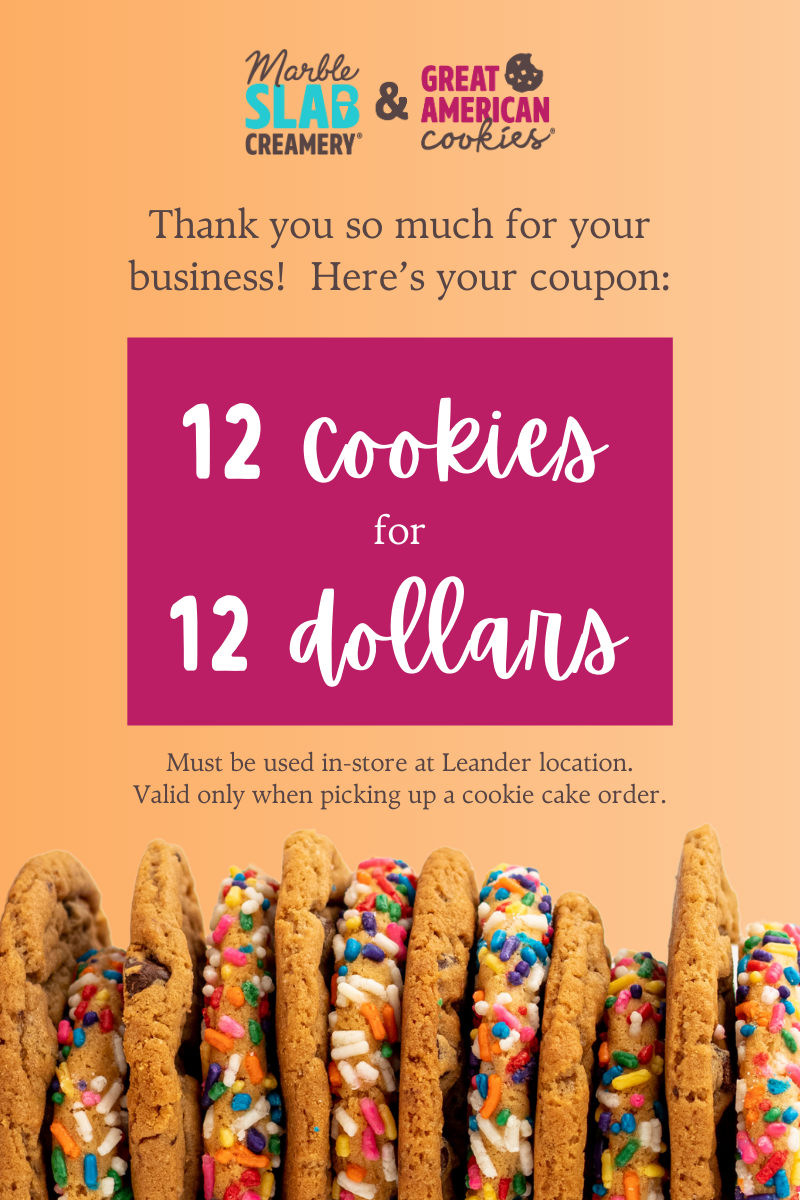 Marble
SLAB
CREAMERY®
&
GREAT
AMERICAN
cookies®
Thank you so much for your
business!  Here’s your coupon:
12 cookies
for
12 dollars
Must be used in-store at Leander location.
Valid only when picking up a cookie cake order.